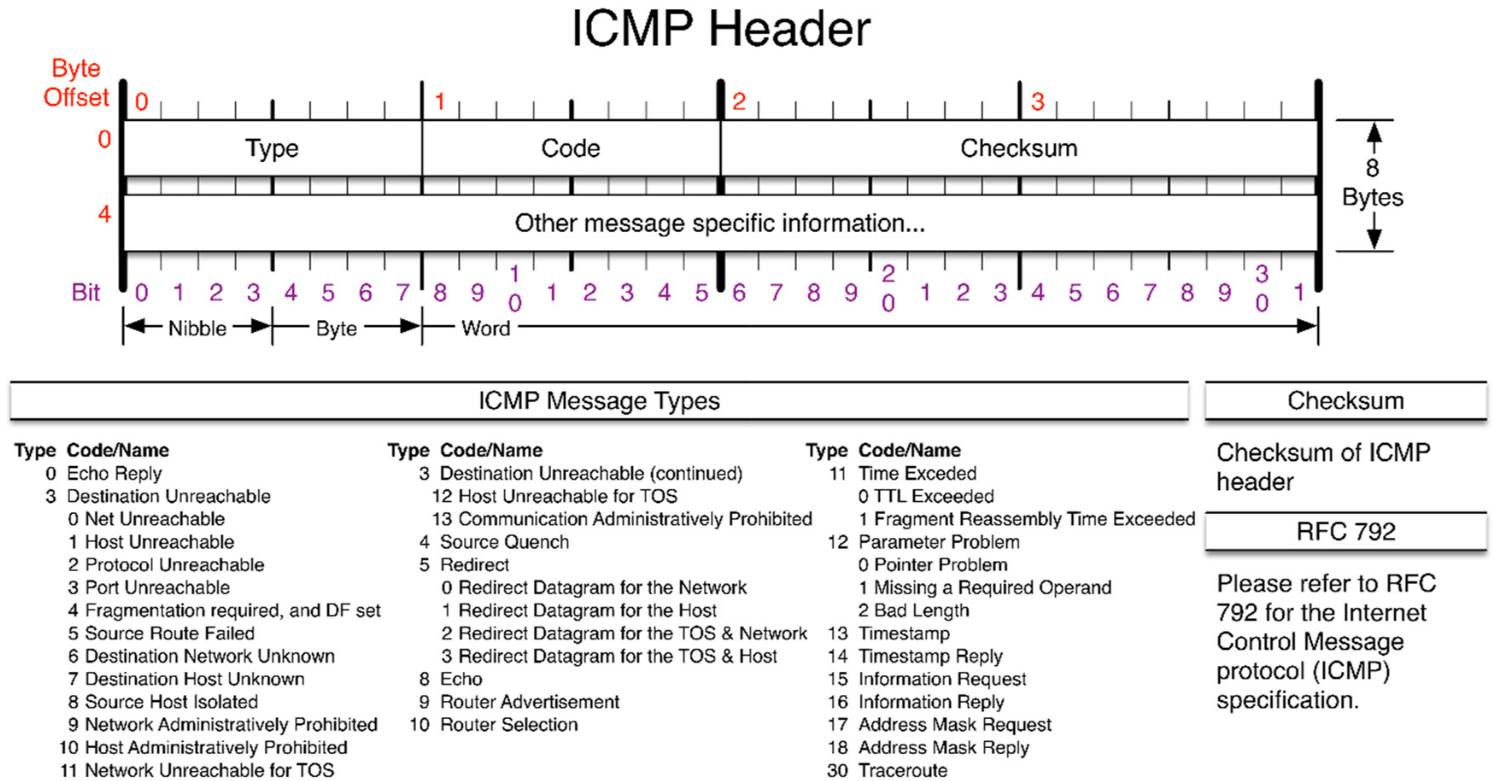 ICMP Header
Byte
Offset 0 1 2 3
0 Type Code Checksum
8
Bytes
4 Other message specific information...
Bit 0 1 2 3 4 5 6 7 8 9 10 1 2 3 4 5 6 7 8 9 20 1 2 3 4 5 6 7 8 9 30 1
Nibble Byte Word
ICMP Message Types
Type Code/Name
0 Echo Reply
3 Destination Unreachable
0 Net Unreachable
1 Host Unreachable
2 Protocol Unreachable
3 Port Unreachable
4 Fragmentation required, and DF set
5 Source Route Failed
6 Destination Network Unknown
7 Destination Host Unknown
8 Source Host Isolated
9 Network Administratively Prohibited
10 Host Administratively Prohibited
11 Network Unreachable for TOS
Type Code/Name
3 Destination Unreachable (continued)
12 Host Unreachable for TOS
13 Communication Administratively Prohibited
4 Source Quench
5 Redirect
0 Redirect Datagram for the Network
1 Redirect Datagram for the Host
2 Redirect Datagram for the TOS & Network
3 Redirect Datagram for the TOS & Host
8 Echo
9 Router Advertisement
10 Router Selection
Type Code/Name
11 Time Exceded
0 TTL Exceeded
1 Fragment Reassembly Time Exceeded
12 Parameter Problem
0 Pointer Problem
1 Missing a Required Operand
2 Bad Length
13 Timestamp
14 Timestamp Reply
15 Information Request
16 Information Reply
17 Address Mask Request
18 Address Mask Reply
30 Traceroute
Checksum
Checksum of ICMP
header
RFC 792
Please refer to RFC
792 for the Internet
Control Message
protocol (ICMP)
specification.